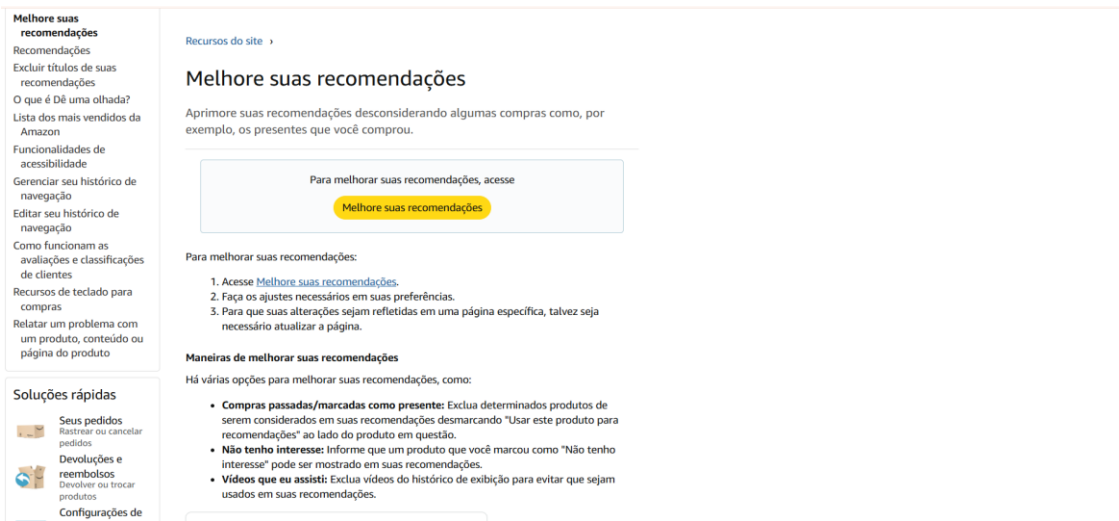 Melhore suas
recomendações
Recomendações
Excluir títulos de suas
recomendações
O que é Dê uma olhada?
Lista dos mais vendidos da
Amazon
Funcionalidades de
acessibilidade
Gerenciar seu histórico de
navegação
Editar seu histórico de
navegação
Como funcionam as
avaliações e classificações
de clientes
Recursos de teclado para
compras
Relatar um problema com
um produto, conteúdo ou
página do produto
Soluções rápidas
Seus pedidos
Rastrear ou cancelar
pedidos
Devoluções e
reembolsos
Devolver ou trocar
produtos
Configurações de
Recursos do site ›
Melhore suas recomendações
Aprimore suas recomendações desconsiderando algumas compras como, por
exemplo, os presentes que você comprou.
Para melhorar suas recomendações, acesse
Melhore suas recomendações
Para melhorar suas recomendações:
1. Acesse Melhore suas recomendações.
2. Faça os ajustes necessários em suas preferências.
3. Para que suas alterações sejam refletidas em uma página específica, talvez seja
necessário atualizar a página.
Maneiras de melhorar suas recomendações
Há várias opções para melhorar suas recomendações, como:
• Compras passadas/marcadas como presente: Exclua determinados produtos de
serem considerados em suas recomendações desmarcando "Usar este produto para
recomendações" ao lado do produto em questão.
• Não tenho interesse: Informe que um produto que você marcou como "Não tenho
interesse" pode ser mostrado em suas recomendações.
• Vídeos que eu assisti: Exclua vídeos do histórico de exibição para evitar que sejam
usados em suas recomendações.